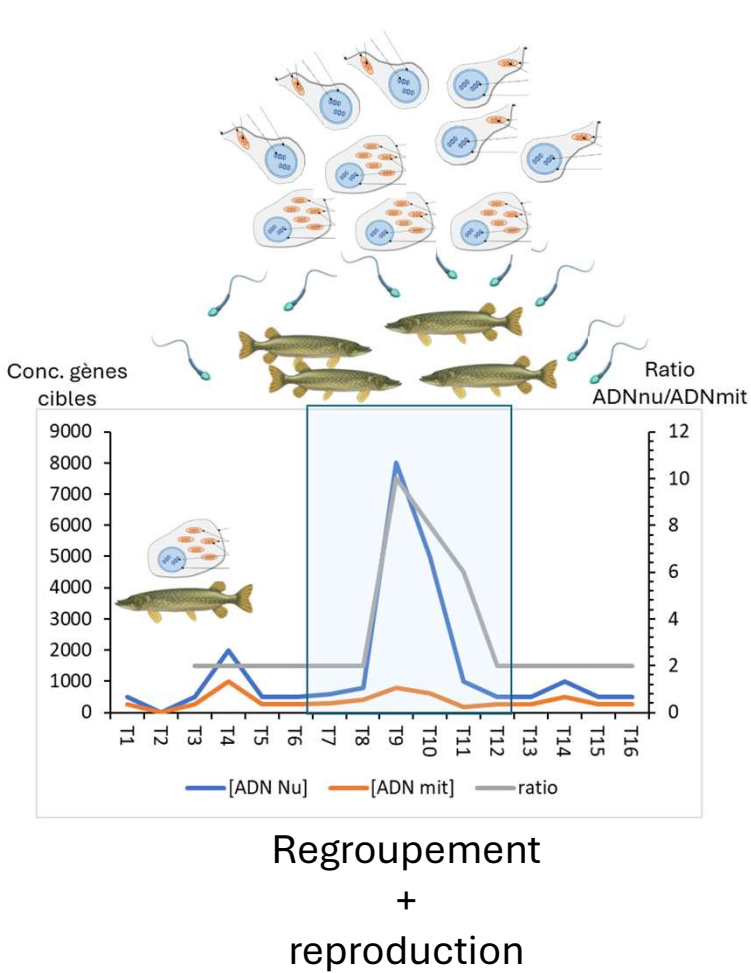 Conc. gènes
cibles
Ratio
ADNnu/ADNmit
9000
8000
7000
6000
5000
4000
3000
2000
1000
0
12
10
8
6
4
2
0
T1
T2
T3
T4
T5
T6
T7
T8
T9
T10
T11
T12
T13
T14
T15
T16
[ADN Nu]
[ADN mit]
ratio
Regroupement
+
reproduction